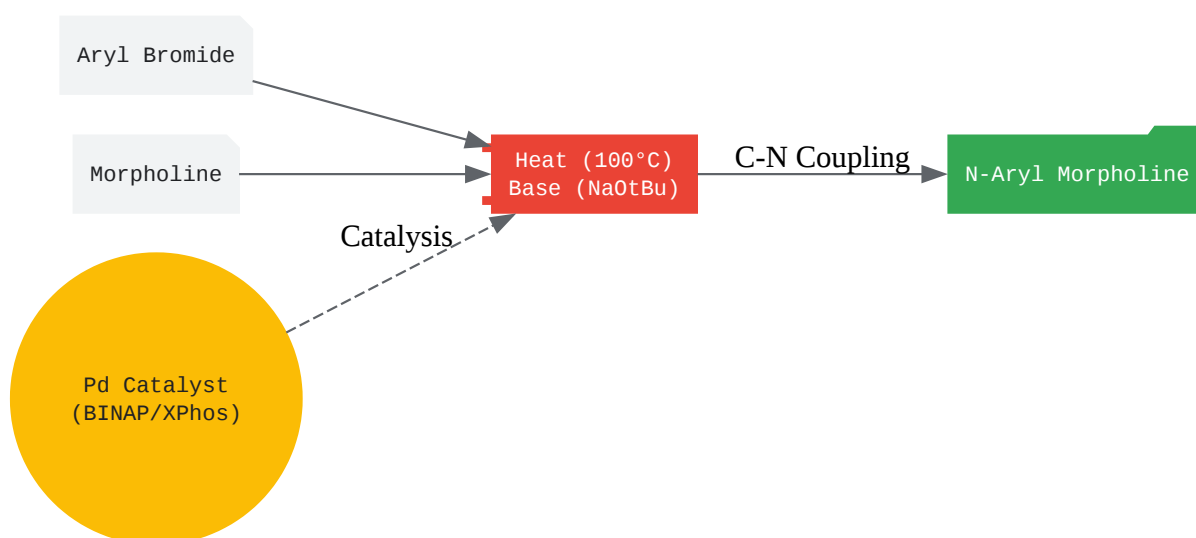 Aryl Bromide
Morpholine
Heat (100°C)
Base (NaOtBu)
C-N Coupling
N-Aryl Morpholine
Catalysis
Pd Catalyst
(BINAP/XPhos)